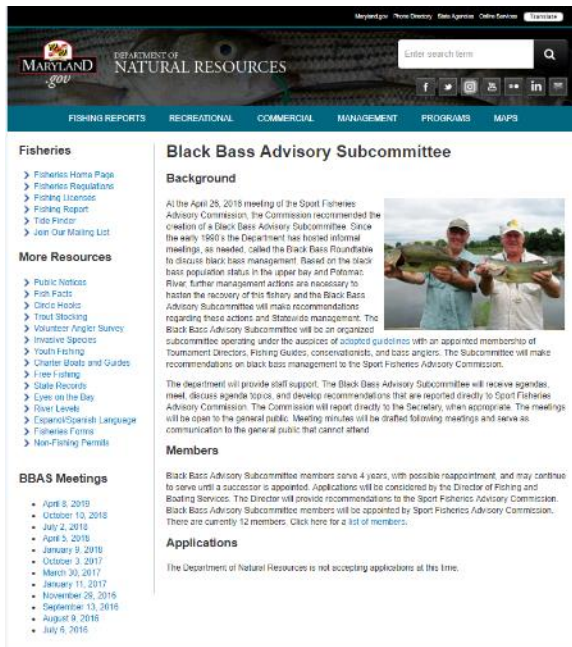 Maryland.gov Phone Directory State Agencies Online Services Translate
MARYLAND
.gov
DEPARTMENT OF
NATURAL RESOURCES
Enter search term
FISHING REPORTS RECREATIONAL COMMERCIAL MANAGEMENT PROGRAMS MAPS
Fisheries
Fisheries Home Page
Fisheries Regulations
Fishing Licenses
Fishing Report
Tide Finder
Join Our Mailing List
More Resources
Public Notices
Fish Facts
Circle Hooks
Trout Stocking
Volunteer Angler Survey
Invasive Species
Youth Fishing
Charter Boats and Guides
Free Fishing
State Records
Eyes on the Bay
River Levels
Espanol/Spanish Language
Fisheries Forms
Non-Fishing Permits
BBAS Meetings
April 8, 2019
October 10, 2018
July 2, 2018
April 5, 2018
January 9, 2018
October 3, 2017
March 30, 2017
January 11, 2017
November 29, 2016
September 13, 2016
August 9, 2016
July 6, 2016
Black Bass Advisory Subcommittee
Background
At the April 26, 2016 meeting of the Sport Fisheries
Advisory Commission, the Commission recommended the
creation of a Black Bass Advisory Subcommittee. Since
the early 1990's the Department has hosted informal
meetings, as needed, called the Black Bass Roundtable
to discuss black bass management. Based on the black
bass population status in the upper bay and Potomac
River, further management actions are necessary to
hasten the recovery of this fishery and the Black Bass
Advisory Subcommittee will make recommendations
regarding these actions and Statewide management. The
Black Bass Advisory Subcommittee will be an organized
subcommittee operating under the auspices of adopted guidelines with an appointed membership of
Tournament Directors, Fishing Guides, conservationists, and bass anglers. The Subcommittee will make
recommendations on black bass management to the Sport Fisheries Advisory Commission.
The department will provide staff support. The Black Bass Advisory Subcommittee will receive agendas,
meet, discuss agenda topics, and develop recommendations that are reported directly to Sport Fisheries
Advisory Commission. The Commission will report directly to the Secretary, when appropriate. The meetings
will be open to the general public. Meeting minutes will be drafted following meetings and serve as
communication to the general public that cannot attend.
Members
Black Bass Advisory Subcommittee members serve 4 years, with possible reappointment, and may continue
to serve until a successor is appointed. Applications will be considered by the Director of Fishing and
Boating Services. The Director will provide recommendations to the Sport Fisheries Advisory Commission.
Black Bass Advisory Subcommittee members will be appointed by Sport Fisheries Advisory Commission.
There are currently 12 members. Click here for a list of members.
Applications
The Department of Natural Resources is not accepting applications at this time.